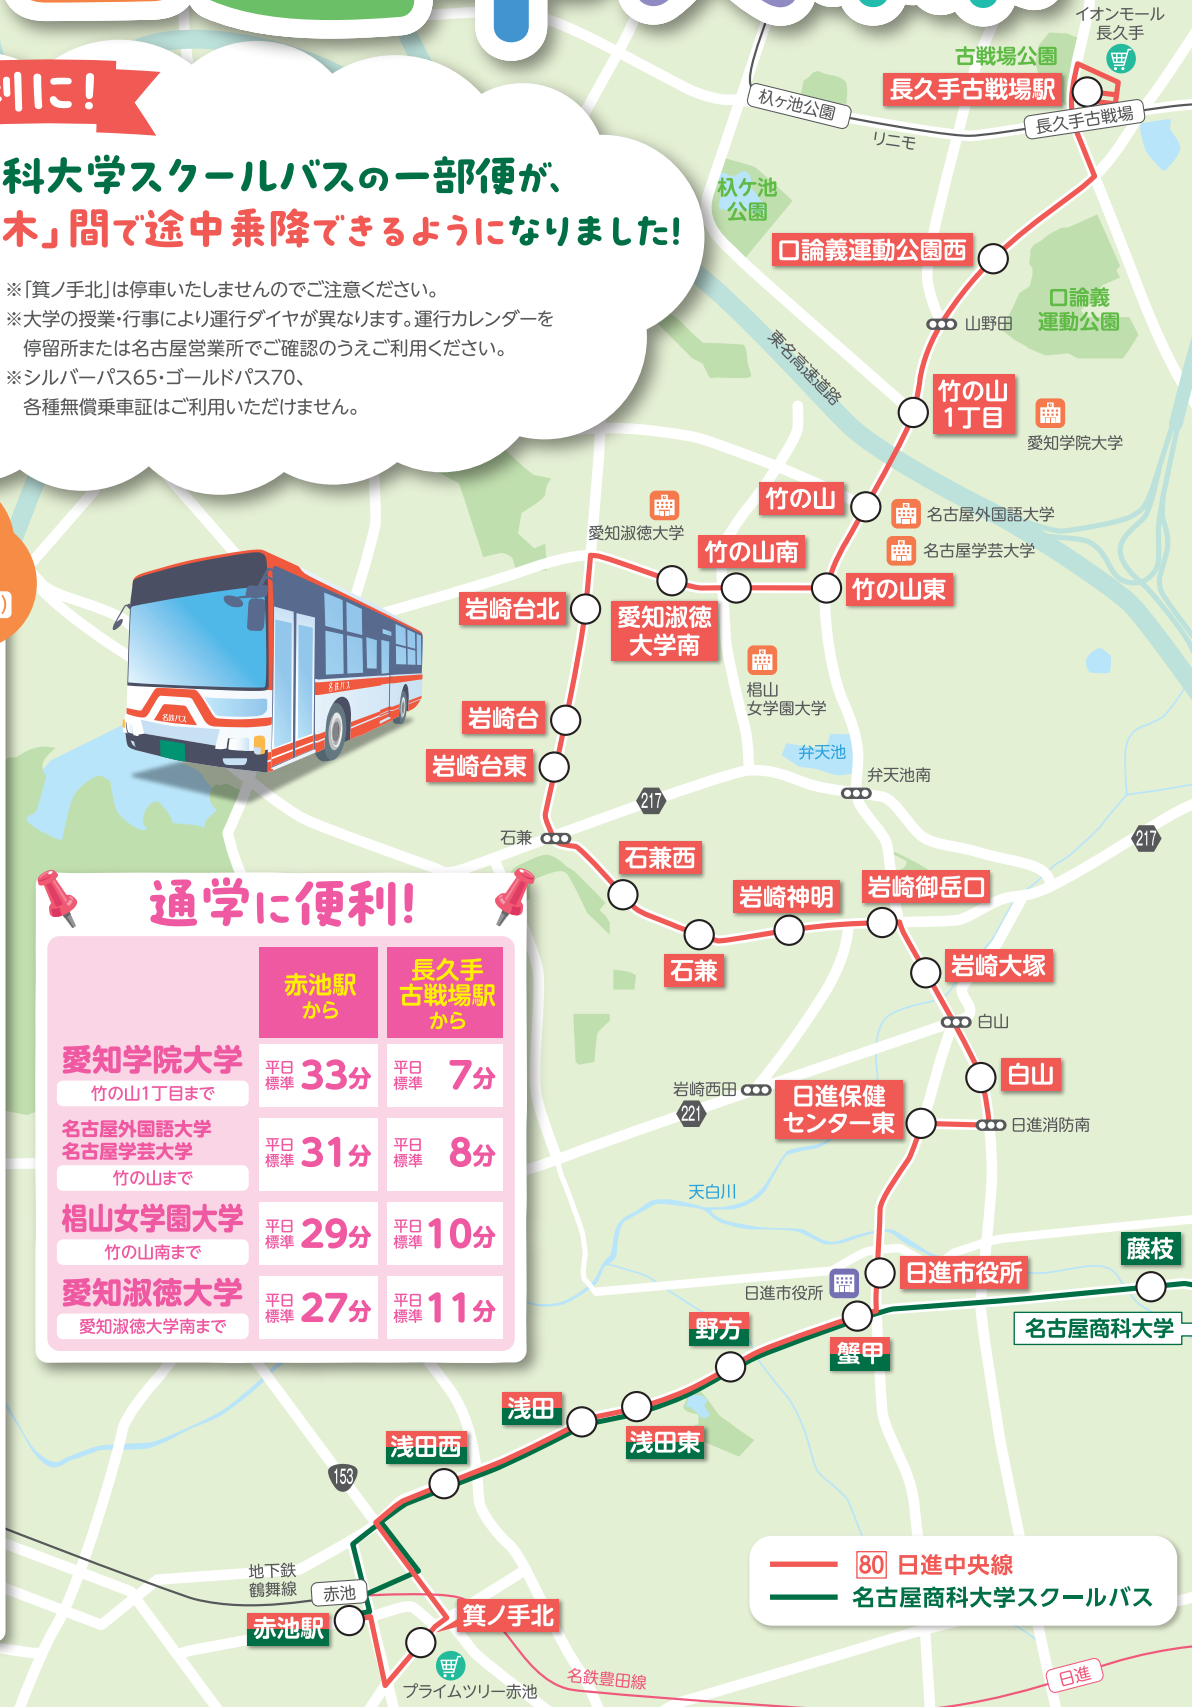 利に!
科大学スクールバスの一部便が、
木」間で途中乗降できるようになりました!
※「箕ノ手北」は停車いたしませんのでご注意ください。
※大学の授業・行事により運行ダイヤが異なります。運行カレンダーを
停留所または名古屋営業所でご確認のうえご利用ください。
※シルバーパス65・ゴールドパス70、
各種無償乗車証はご利用いただけません。
)
イオンモール
長久手
古戦場公園
長久手古戦場駅
杁ヶ池公園
長久手古戦場
リニモ
杁ケ池
公園
口論義運動公園西
口論義
運動公園
山野田
東名高速道路
竹の山
1丁目
愛知学院大学
竹の山
名古屋外国語大学
愛知淑徳大学
竹の山南
名古屋学芸大学
竹の山東
岩崎台北
愛知淑徳
大学南
椙山
女学園大学
名鉄バス
名鉄バス
岩崎台
岩崎台東
弁天池
弁天池南
217
217
石兼
石兼西
岩崎神明
岩崎御岳口
石兼
岩崎大塚
白山
白山
岩崎西田
221
日進保健
センター東
日進消防南
天白川
藤枝
日進市役所
日進市役所
名古屋商科大学
野方
蟹甲
浅田
浅田東
浅田西
153
地下鉄
鶴舞線
赤池
赤池駅
箕ノ手北
プライムツリー赤池
名鉄豊田線
日進
通学に便利!
赤池駅
から
長久手
古戦場駅
から
愛知学院大学
竹の山1丁目まで
平日
標準
33分
平日
標準
7分
名古屋外国語大学
名古屋学芸大学
竹の山まで
平日
標準
31分
平日
標準
8分
椙山女学園大学
竹の山南まで
平日
標準
29分
平日
標準
10分
愛知淑徳大学
愛知淑徳大学南まで
平日
標準
27分
平日
標準
11分
80 日進中央線
名古屋商科大学スクールバス